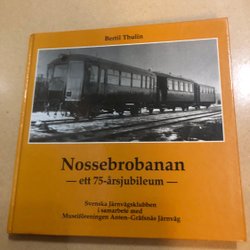 Bertil Thulin
Nossebrobanan
— ett 75-årsjubileum —
Svenska Järnvägsklubben
i samarbete med
Museiföreningen Anten-Gräfsnäs Järnväg